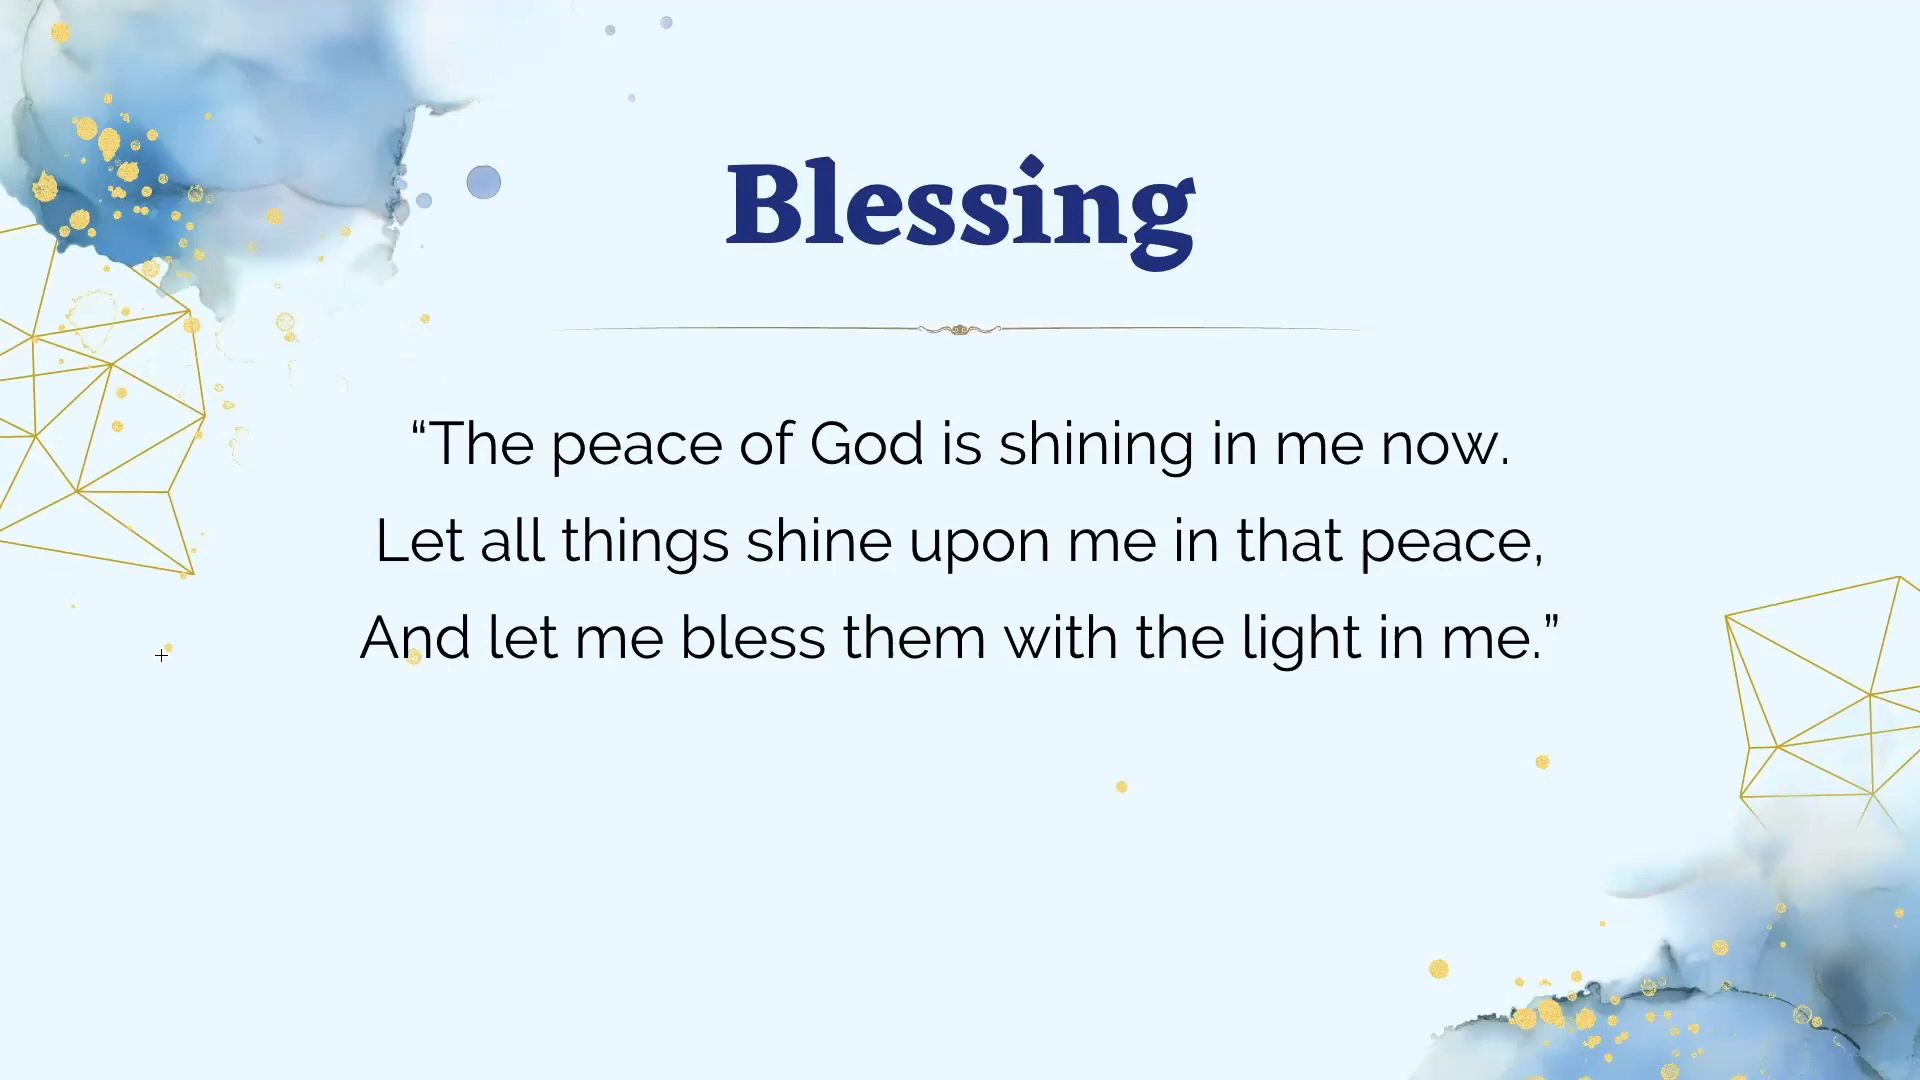 Blessing
“The peace of God is shining in me now.
Let all things shine upon me in that peace,
And let me bless them with the light in me.”